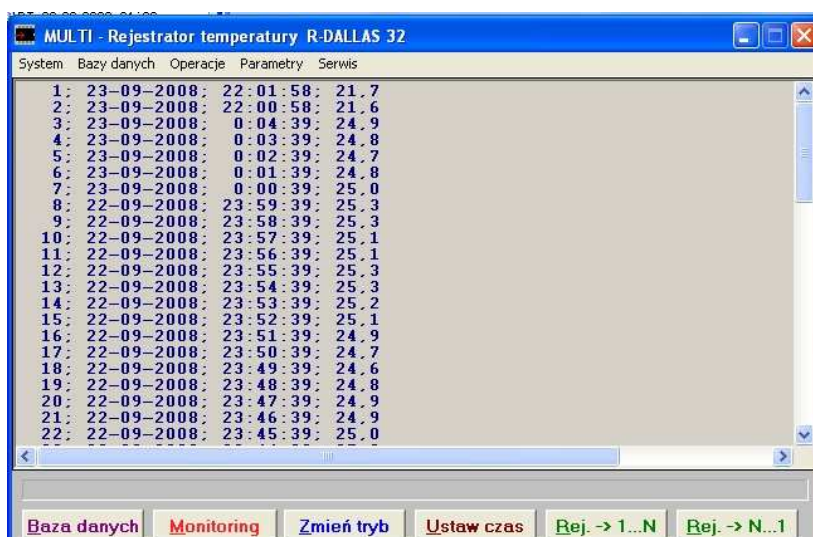 MULTI - Rejestrator temperatury R-DALLAS 32
System Bazy danych Operacje Parametry Serwis
1; 23-09-2008; 22:01:58; 21,7
2; 23-09-2008; 22:00:58; 21,6
3; 23-09-2008; 0:04:39; 24,9
4; 23-09-2008; 0:03:39; 24,8
5; 23-09-2008; 0:02:39; 24,7
6; 23-09-2008; 0:01:39; 24,8
7; 23-09-2008; 0:00:39; 25,0
8; 22-09-2008; 23:59:39; 25,3
9; 22-09-2008; 23:58:39; 25,3
10; 22-09-2008; 23:57:39; 25,1
11; 22-09-2008; 23:56:39; 25,1
12; 22-09-2008; 23:55:39; 25,3
13; 22-09-2008; 23:54:39; 25,3
14; 22-09-2008; 23:53:39; 25,2
15; 22-09-2008; 23:52:39; 25,1
16; 22-09-2008; 23:51:39; 24,9
17; 22-09-2008; 23:50:39; 24,7
18; 22-09-2008; 23:49:39; 24,6
19; 22-09-2008; 23:48:39; 24,8
20; 22-09-2008; 23:47:39; 24,9
21; 22-09-2008; 23:46:39; 24,9
22; 22-09-2008; 23:45:39; 25,0
Baza danych Monitoring Zmień tryb Ustaw czas Rej. -> 1...N Rej. -> N...1